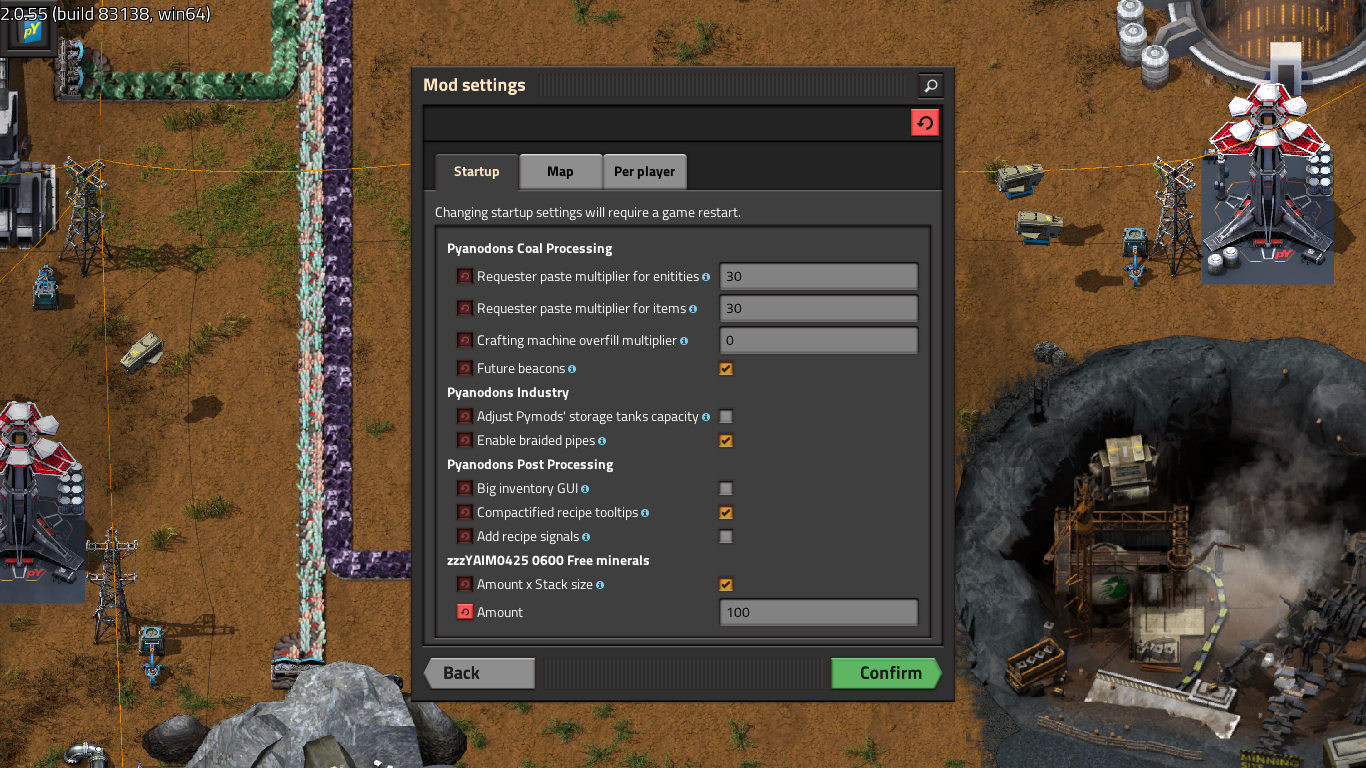 2.0.55 (build 83138, win64)
pY
Mod settings
Startup Map Per player
Changing startup settings will require a game restart.
Pyanodons Coal Processing
Requester paste multiplier for enitities 30
Requester paste multiplier for items 30
Crafting machine overfill multiplier 0
Future beacons
Pyanodons Industry
Adjust Pymods' storage tanks capacity
Enable braided pipes
Pyanodons Post Processing
Big inventory GUI
Compactified recipe tooltips
Add recipe signals
zzzYAIM0425 0600 Free minerals
Amount x Stack size
Amount 100
Back Confirm
pY
pY